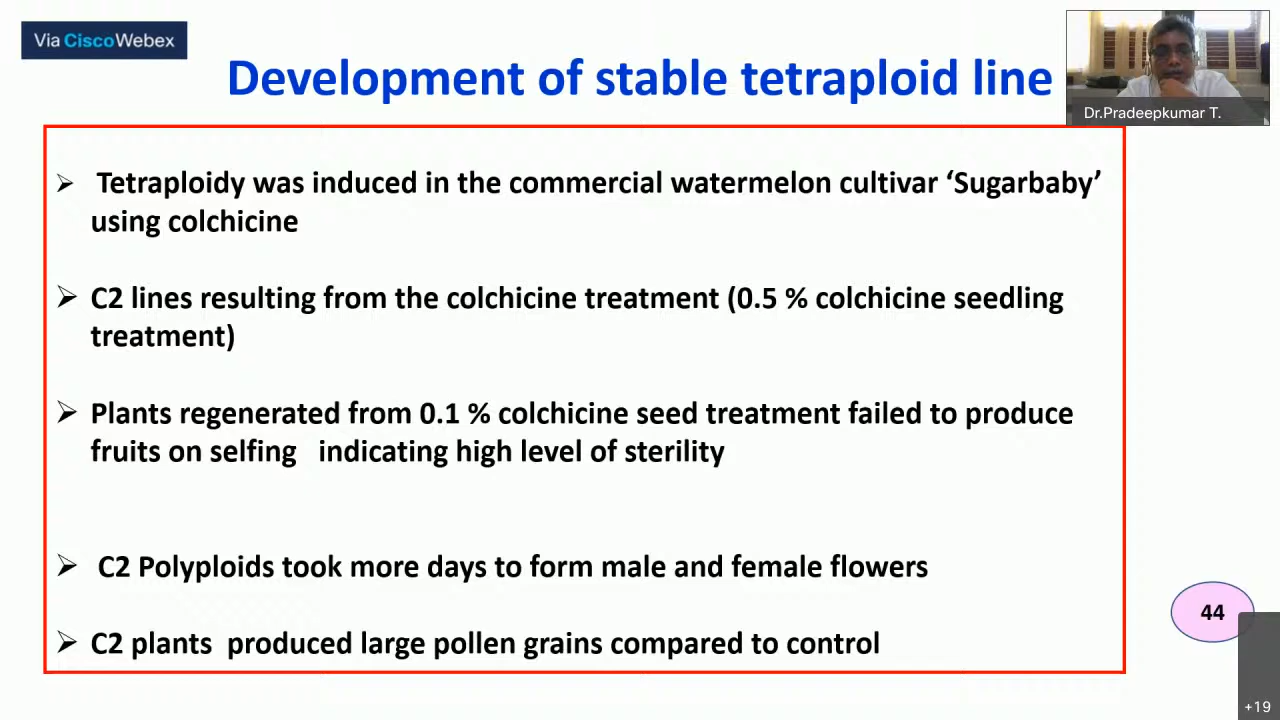 Via Cisco Webex
Development of stable tetraploid line
Dr.Pradeepkumar T.
➢ Tetraploidy was induced in the commercial watermelon cultivar ‘Sugarbaby’
using colchicine
➢ C2 lines resulting from the colchicine treatment (0.5 % colchicine seedling
treatment)
➢ Plants regenerated from 0.1 % colchicine seed treatment failed to produce
fruits on selfing indicating high level of sterility
➢ C2 Polyploids took more days to form male and female flowers
➢ C2 plants produced large pollen grains compared to control
44
+19